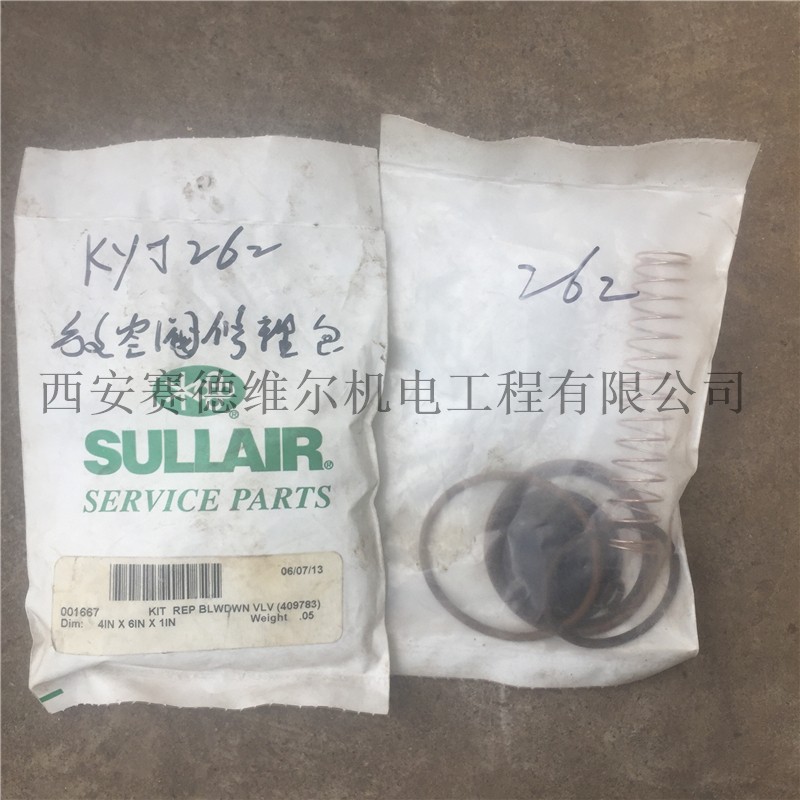 KYJ262
放空阀修理包
262
西安赛德维尔机电工程有限公司
SULLAIR®
SERVICE PARTS
06/07/13
001667 KIT REP BLWDWN VLV (409783)
Dim: 4IN X 6IN X 1IN Weight .05